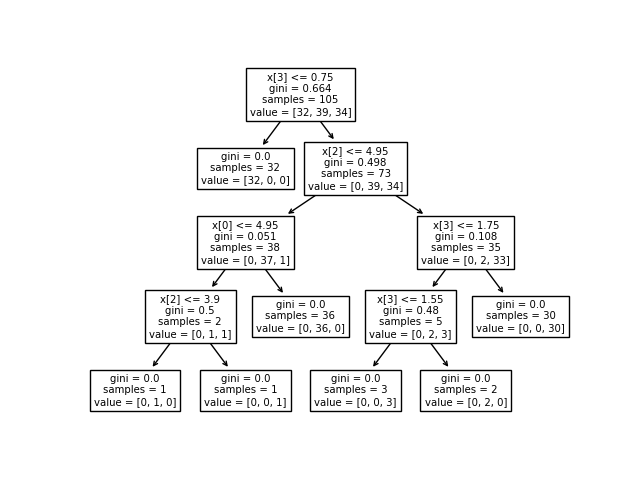 x[3] <= 0.75
gini = 0.664
samples = 105
value = [32, 39, 34]
gini = 0.0
samples = 32
value = [32, 0, 0]
x[2] <= 4.95
gini = 0.498
samples = 73
value = [0, 39, 34]
x[0] <= 4.95
gini = 0.051
samples = 38
value = [0, 37, 1]
x[3] <= 1.75
gini = 0.108
samples = 35
value = [0, 2, 33]
x[2] <= 3.9
gini = 0.5
samples = 2
value = [0, 1, 1]
gini = 0.0
samples = 36
value = [0, 36, 0]
x[3] <= 1.55
gini = 0.48
samples = 5
value = [0, 2, 3]
gini = 0.0
samples = 30
value = [0, 0, 30]
gini = 0.0
samples = 1
value = [0, 1, 0]
gini = 0.0
samples = 1
value = [0, 0, 1]
gini = 0.0
samples = 3
value = [0, 0, 3]
gini = 0.0
samples = 2
value = [0, 2, 0]